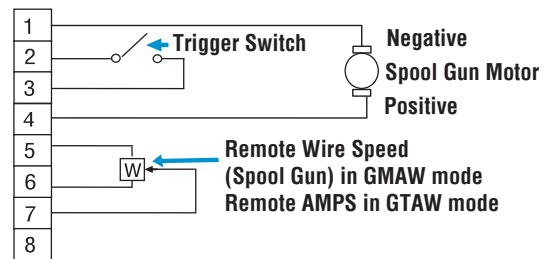 1
2
3
4
5
6
7
8
Trigger Switch
Negative
Spool Gun Motor
Positive
W
Remote Wire Speed
(Spool Gun) in GMAW mode
Remote AMPS in GTAW mode